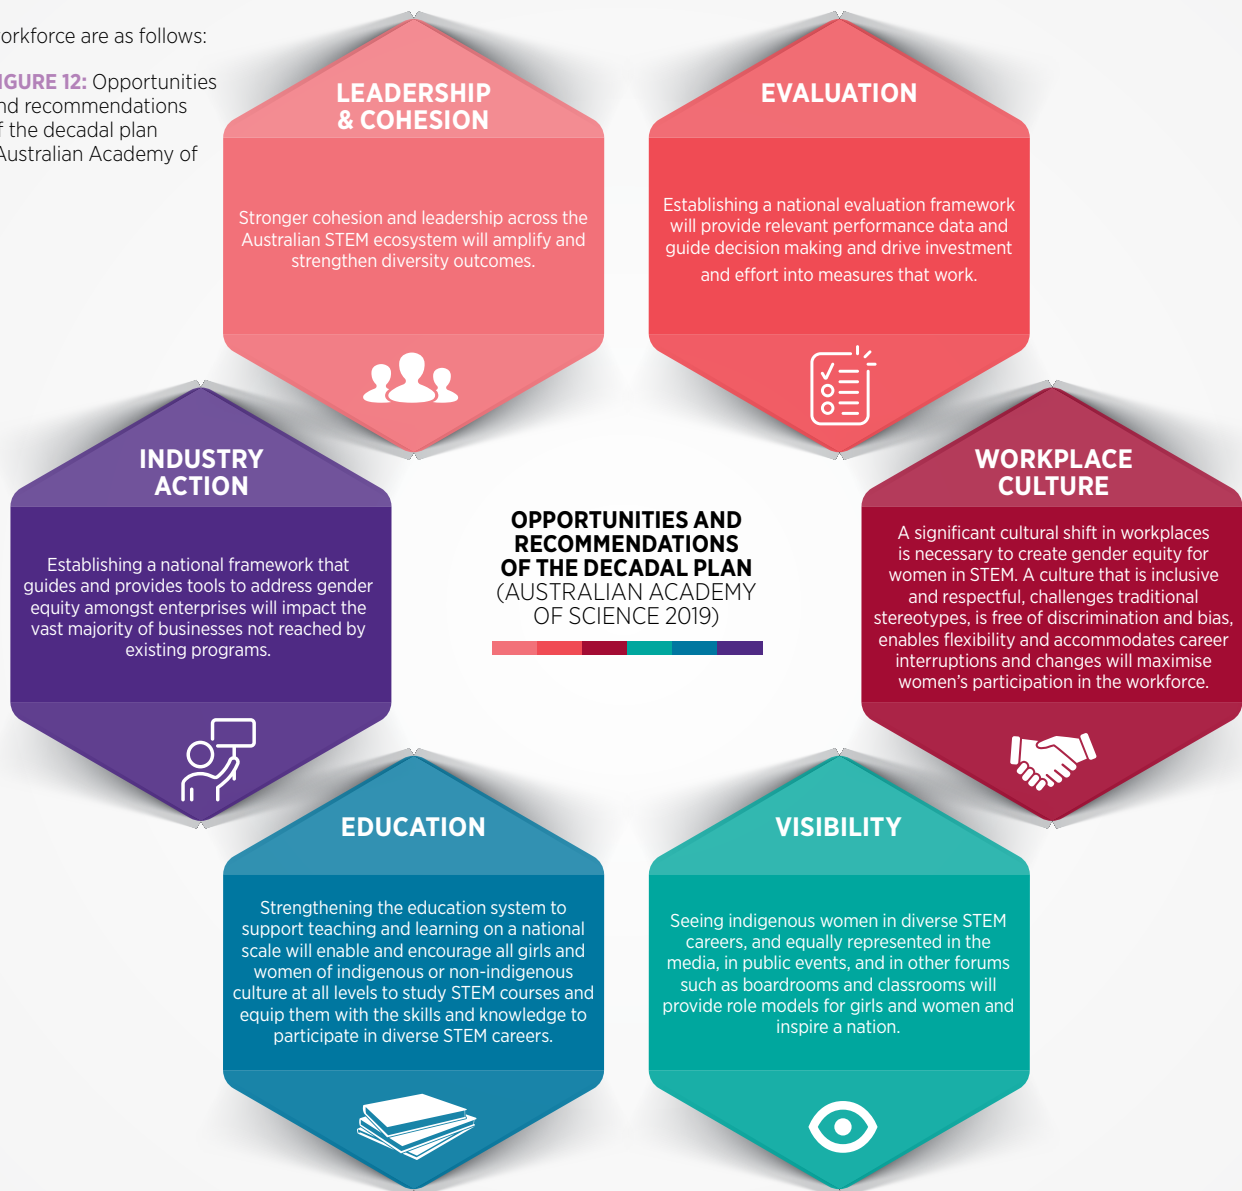 orkforce are as follows:
IGURE 12: Opportunities
nd recommendations
f the decadal plan
Australian Academy of
LEADERSHIP
& COHESION
Stronger cohesion and leadership across the
Australian STEM ecosystem will amplify and
strengthen diversity outcomes.
EVALUATION
Establishing a national evaluation framework
will provide relevant performance data and
guide decision making and drive investment
and effort into measures that work.
INDUSTRY
ACTION
Establishing a national framework that
guides and provides tools to address gender
equity amongst enterprises will impact the
vast majority of businesses not reached by
existing programs.
OPPORTUNITIES AND
RECOMMENDATIONS
OF THE DECADAL PLAN
(AUSTRALIAN ACADEMY
OF SCIENCE 2019)
WORKPLACE
CULTURE
A significant cultural shift in workplaces
is necessary to create gender equity for
women in STEM. A culture that is inclusive
and respectful, challenges traditional
stereotypes, is free of discrimination and bias,
enables flexibility and accommodates career
interruptions and changes will maximise
women's participation in the workforce.
EDUCATION
Strengthening the education system to
support teaching and learning on a national
scale will enable and encourage all girls and
women of indigenous or non-indigenous
culture at all levels to study STEM courses and
equip them with the skills and knowledge to
participate in diverse STEM careers.
VISIBILITY
Seeing indigenous women in diverse STEM
careers, and equally represented in the
media, in public events, and in other forums
such as boardrooms and classrooms will
provide role models for girls and women and
inspire a nation.